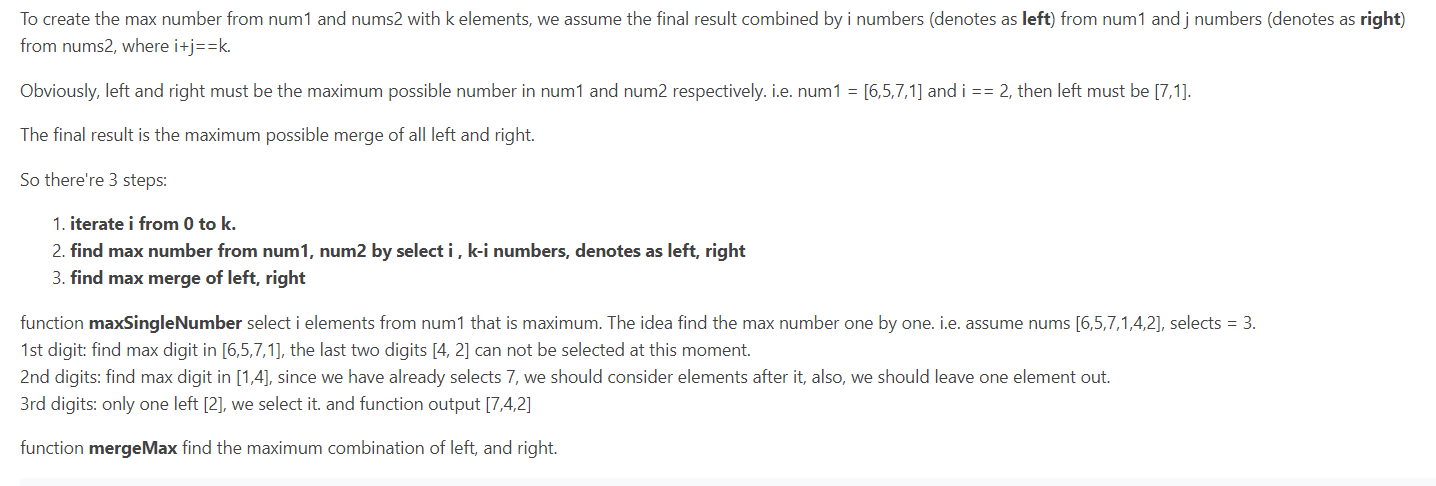 To create the max number from num1 and nums2 with k elements, we assume the final result combined by i numbers (denotes as left) from num1 and j numbers (denotes as right)
from nums2, where i+j==k.
Obviously, left and right must be the maximum possible number in num1 and num2 respectively. i.e. num1 = [6,5,7,1] and i == 2, then left must be [7,1].
The final result is the maximum possible merge of all left and right.
So there're 3 steps:
1. iterate i from 0 to k.
2. find max number from num1, num2 by select i , k-i numbers, denotes as left, right
3. find max merge of left, right
function maxSingleNumber select i elements from num1 that is maximum. The idea find the max number one by one. i.e. assume nums [6,5,7,1,4,2], selects = 3.
1st digit: find max digit in [6,5,7,1], the last two digits [4, 2] can not be selected at this moment.
2nd digits: find max digit in [1,4], since we have already selects 7, we should consider elements after it, also, we should leave one element out.
3rd digits: only one left [2], we select it. and function output [7,4,2]
function mergeMax find the maximum combination of left, and right.